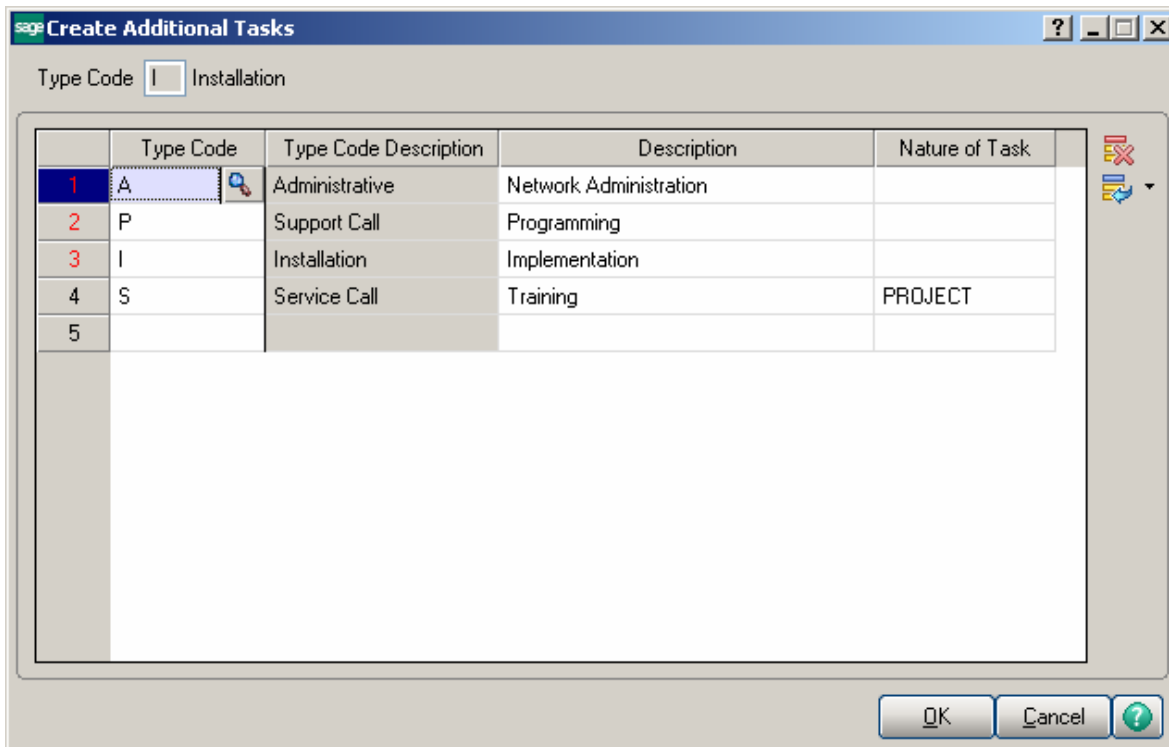 sage Create Additional Tasks ?
Type Code I Installation
Type Code Type Code Description Description Nature of Task
1 A Administrative Network Administration
2 P Support Call Programming
3 I Installation Implementation
4 S Service Call Training PROJECT
5
OK Cancel ?